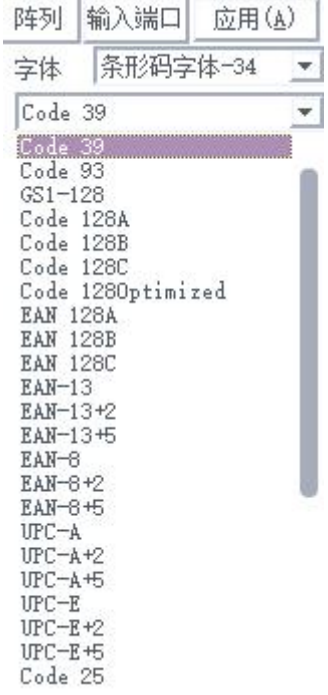 阵列 输入端口 应用(A)
字体 条形码字体-34
Code 39
Code 39
Code 93
GS1-128
Code 128A
Code 128B
Code 128C
Code 128Optimized
EAN 128A
EAN 128B
EAN 128C
EAN-13
EAN-13+2
EAN-13+5
EAN-8
EAN-8+2
EAN-8+5
UPC-A
UPC-A+2
UPC-A+5
UPC-E
UPC-E+2
UPC-E+5
Code 25